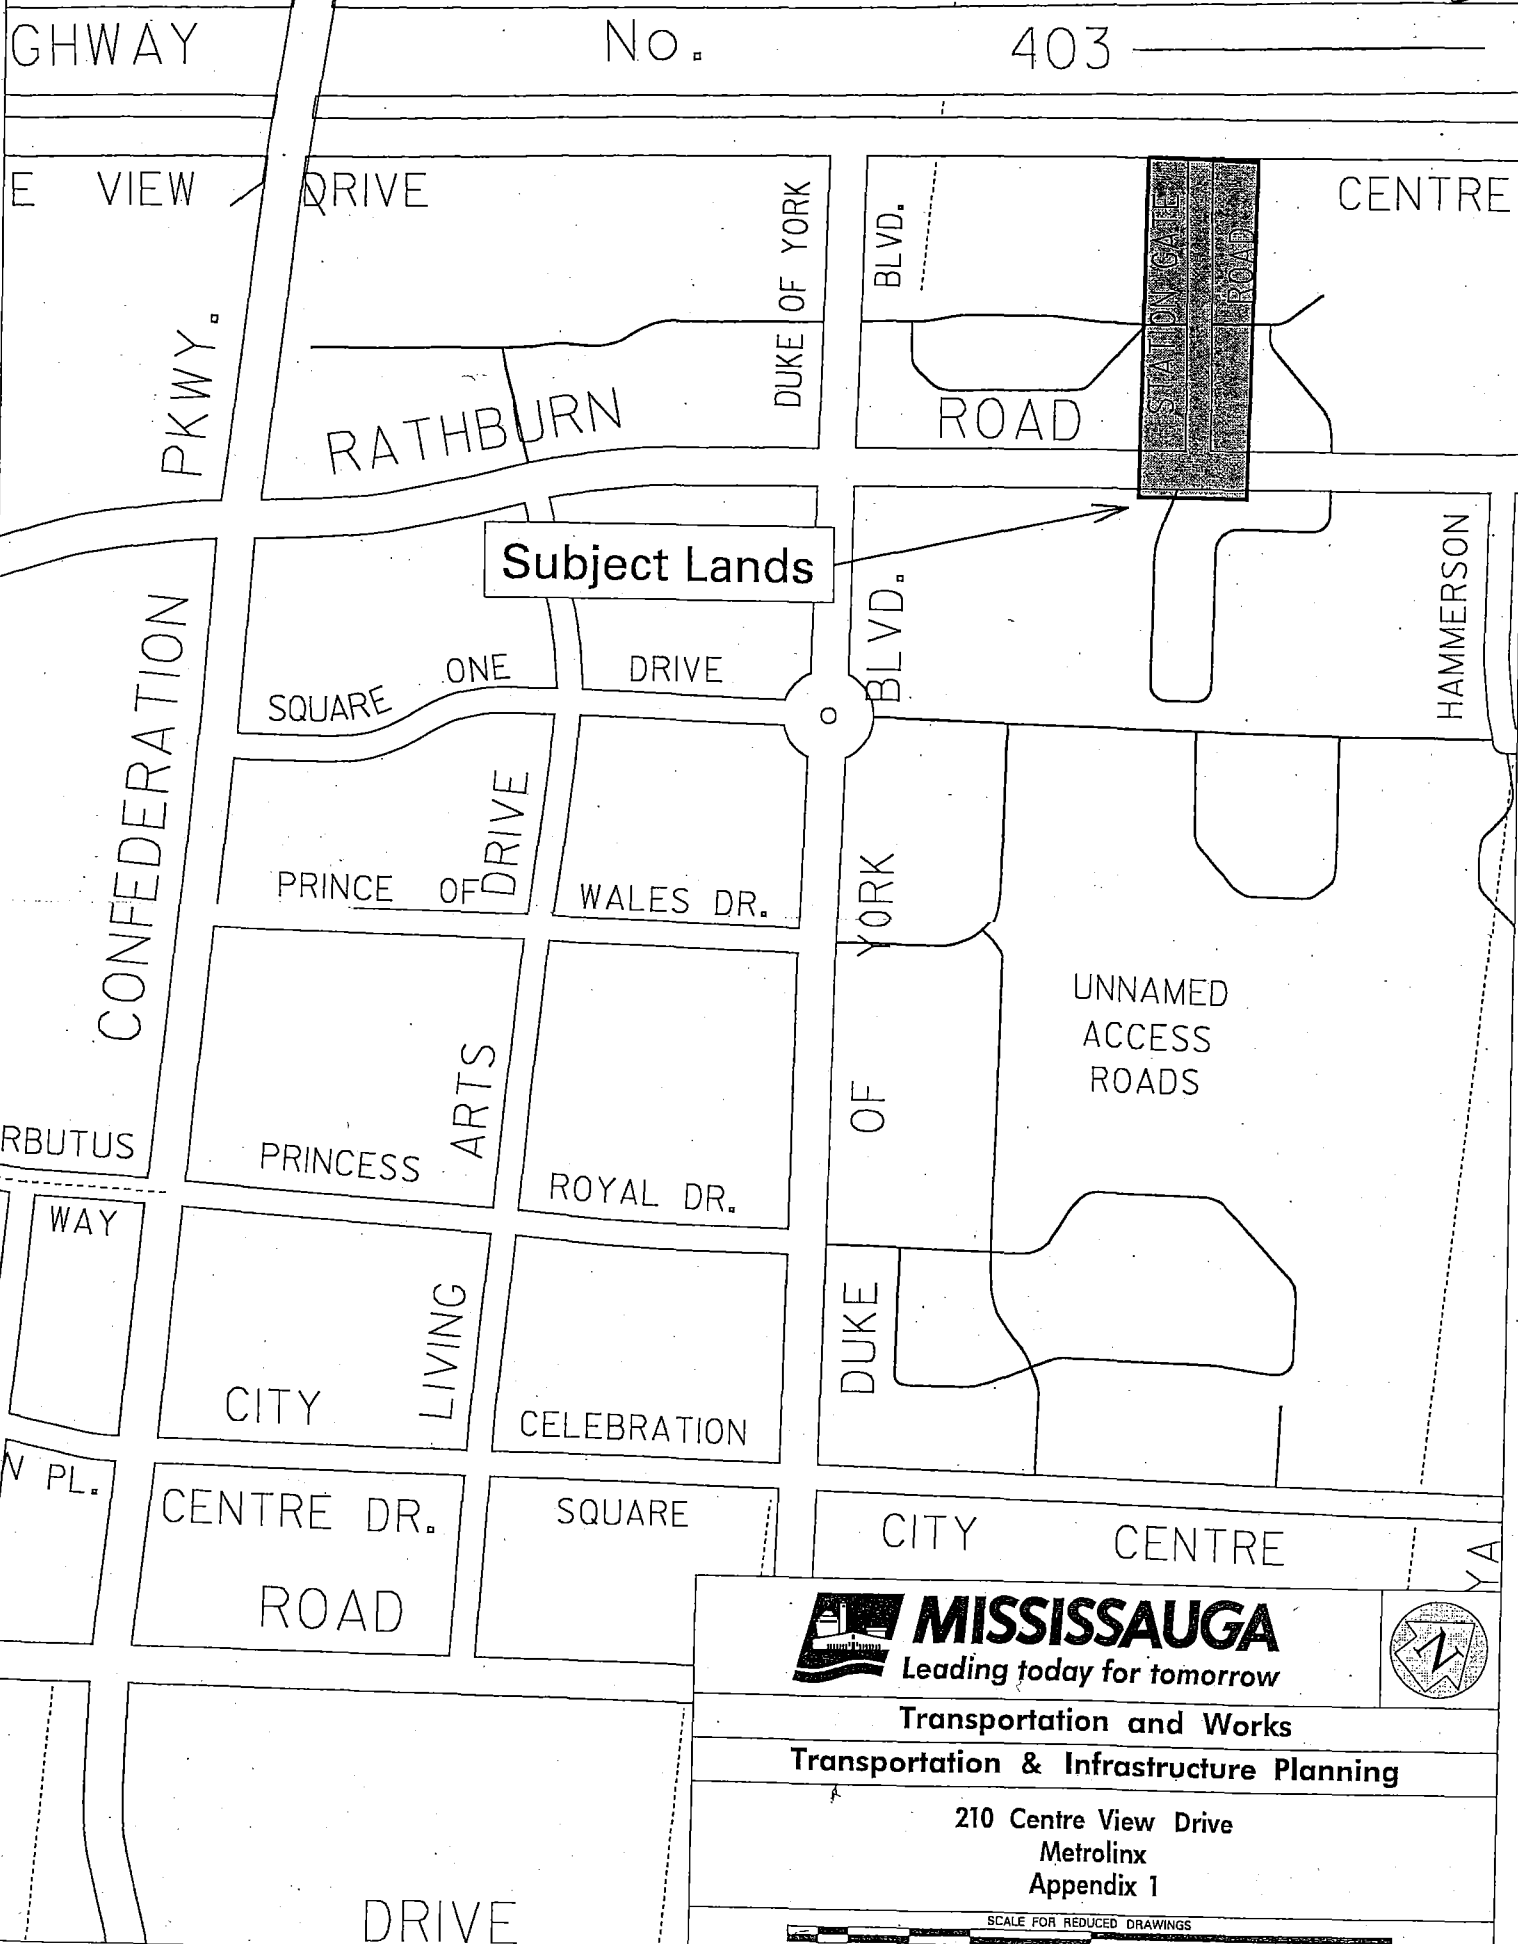 GHWAY No. 403
E VIEW DRIVE
CENTRE
DUKE OF YORK
BLVD.
STATION GATE
ROAD
PKWY.
RATHBURN
ROAD
Subject Lands
HAMMERSON
CONFEDERATION
SQUARE ONE DRIVE
BLVD.
DRIVE
PRINCE OF WALES DR.
YORK
UNNAMED
ACCESS
ROADS
ARTS
OF
RBUTUS
WAY
PRINCESS ROYAL DR.
LIVING
DUKE
CITY
CELEBRATION
N PL.
CENTRE DR.
SQUARE
CITY CENTRE
YA
ROAD
MISSISSAUGA
Leading today for tomorrow
N
Transportation and Works
Transportation & Infrastructure Planning
210 Centre View Drive
Metrolinx
Appendix 1
SCALE FOR REDUCED DRAWINGS
DRIVE